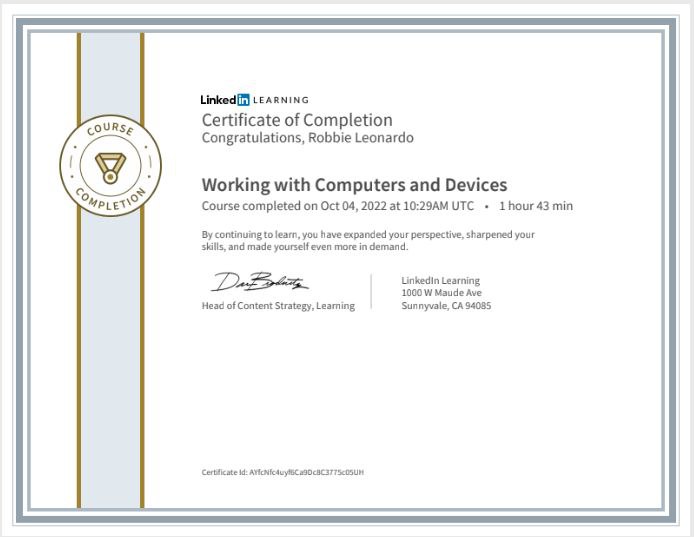 COURSE
COMPLETION
Linked in LEARNING
Certificate of Completion
Congratulations, Robbie Leonardo
Working with Computers and Devices
Course completed on Oct 04, 2022 at 10:29AM UTC • 1 hour 43 min
By continuing to learn, you have expanded your perspective, sharpened your
skills, and made yourself even more in demand.
Head of Content Strategy, Learning
LinkedIn Learning
1000 W Maude Ave
Sunnyvale, CA 94085
Certificate Id: